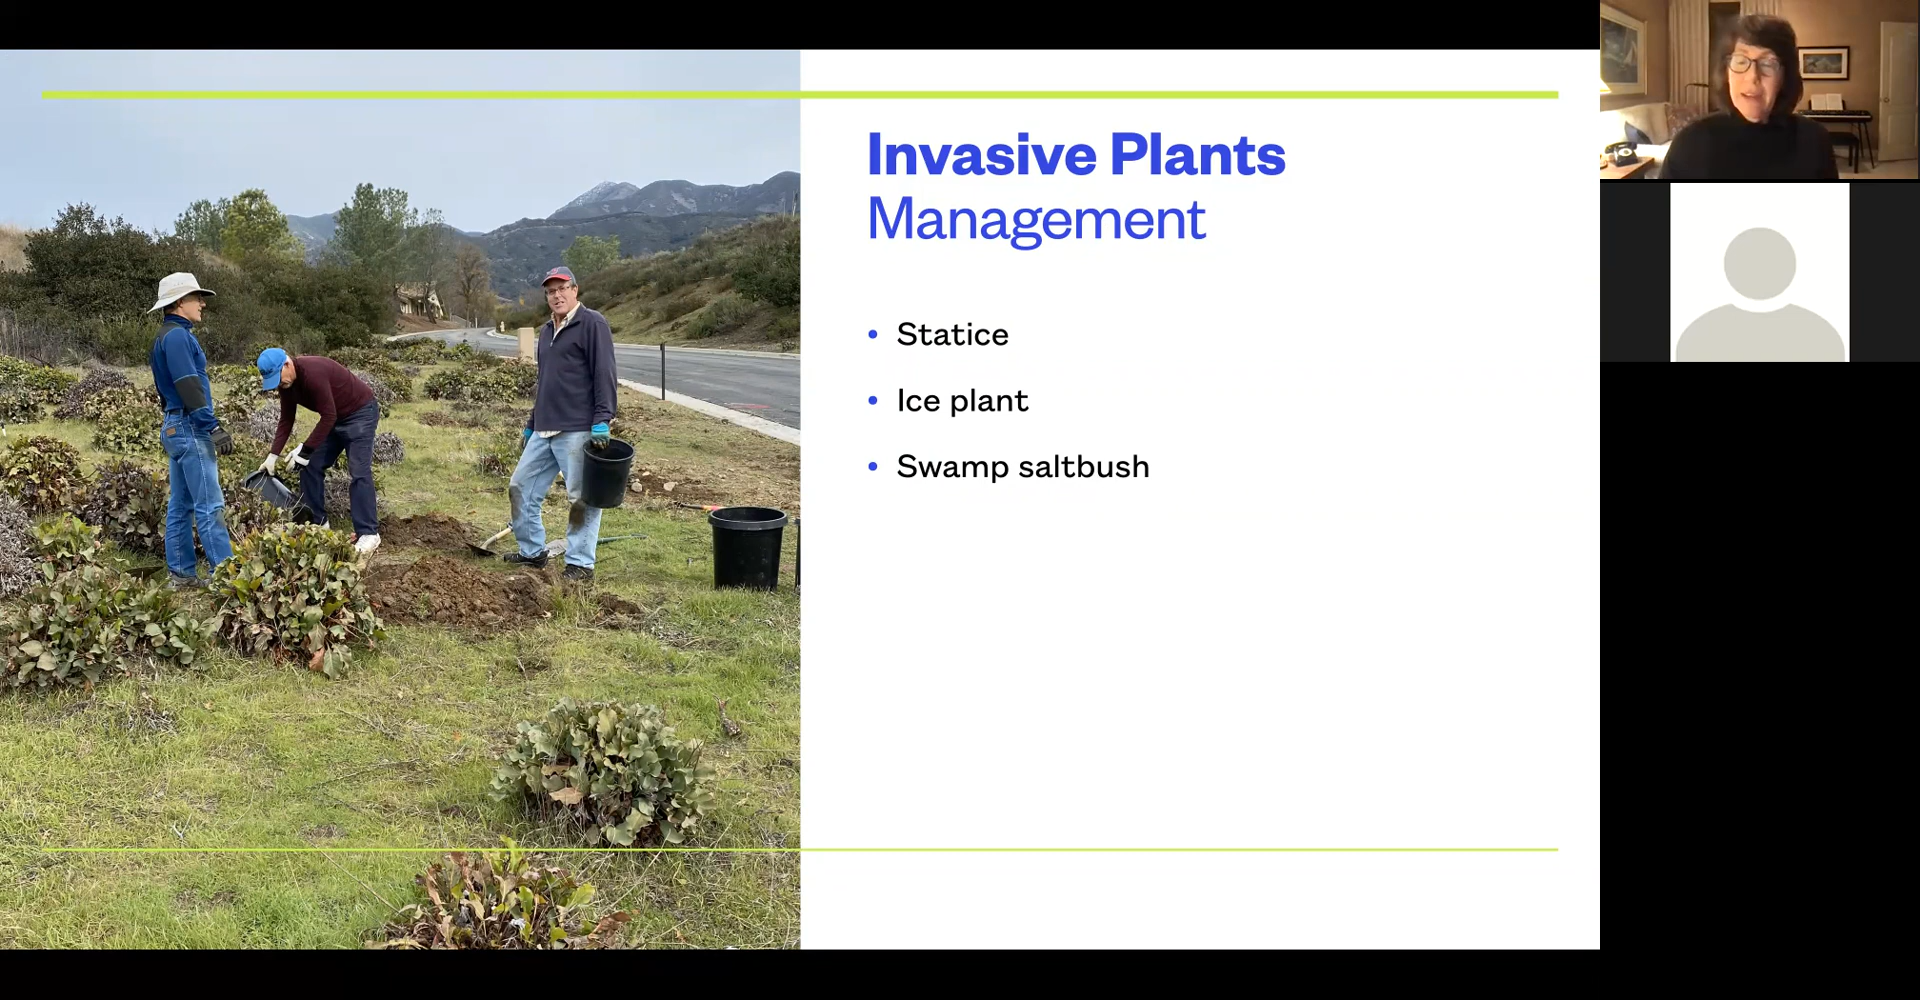 Invasive Plants
Management
• Statice
• Ice plant
• Swamp saltbush